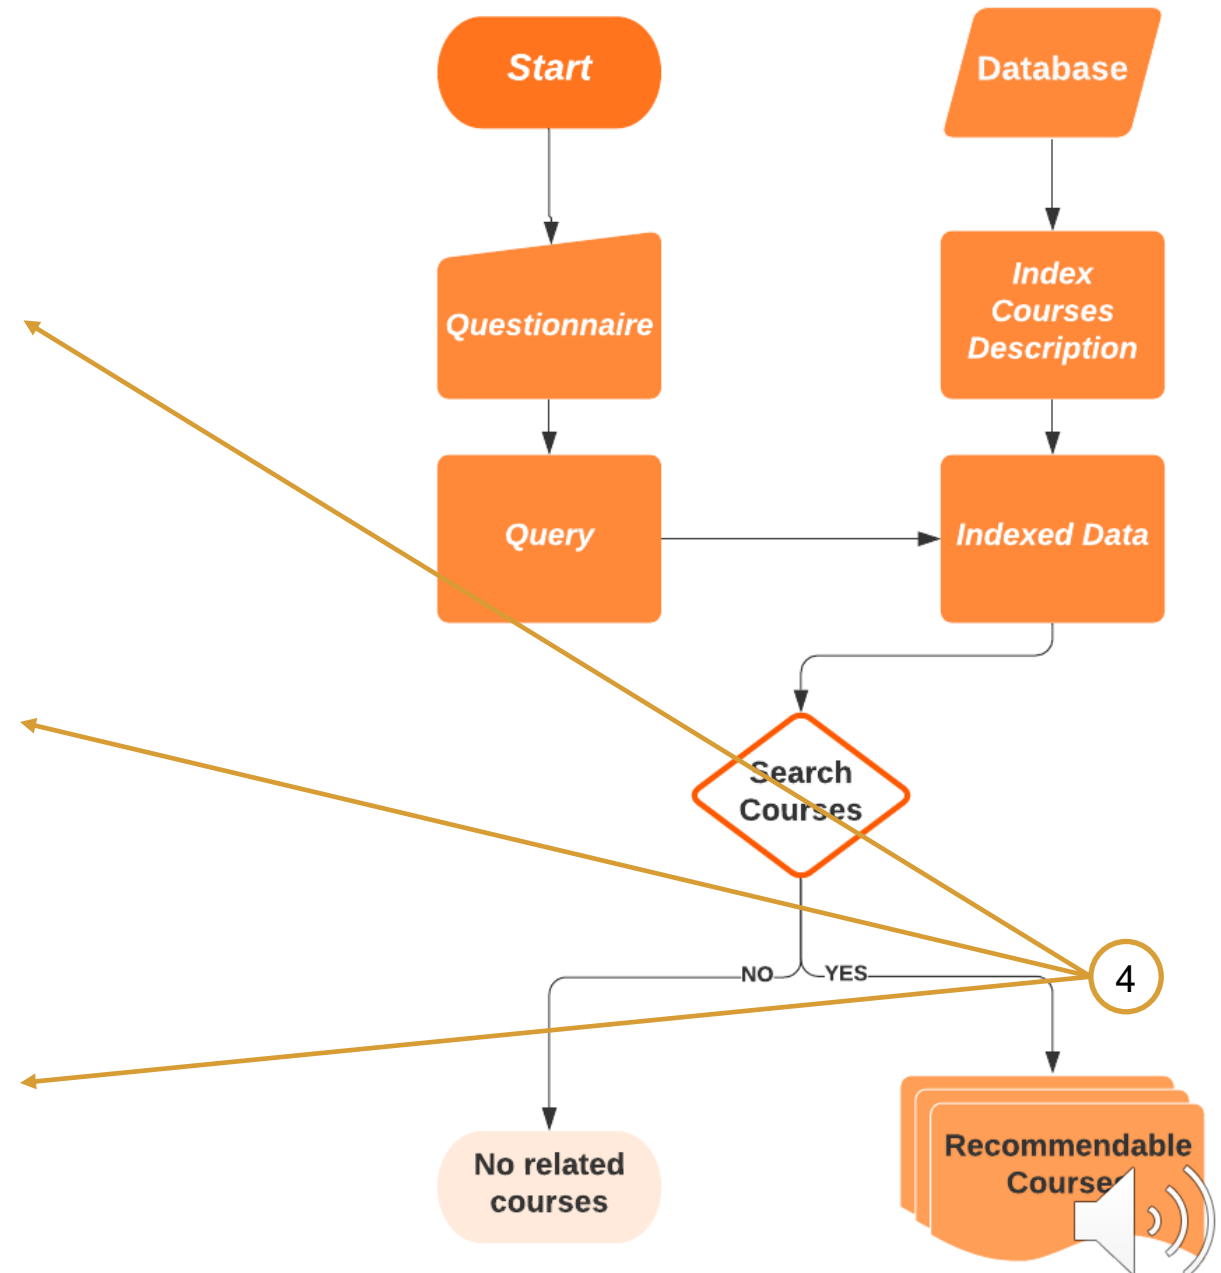 Start
Database
Questionnaire
Index
Courses
Description
Query
Indexed Data
Search
Courses
NO
YES
4
No related
courses
Recommendable
Courses